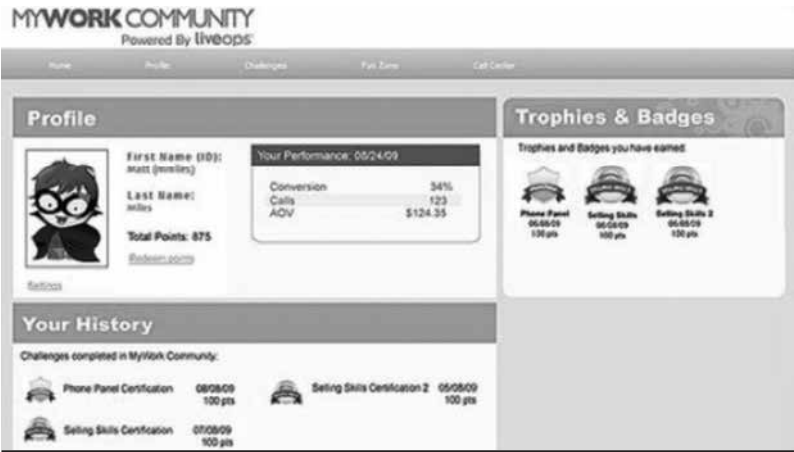 MYWORK COMMUNITY
Powered By liveops
Home Profile Challenges Fun Zone Call Center
Profile
First Name (ID):
Matt (mmiles)
Last Name:
miles
Total Points: 875
Redeem points
Settings
Your Performance: 08/24/09
Conversion 34%
Calls 123
AOV $124.35
Trophies & Badges
Trophies and Badges you have earned
Phone Panel
100 pts
Selling Skills
100 pts
Selling Skills 2
100 pts
Your History
Challenges completed in MyWork Community:
Phone Panel Certification 08/08/09
100 pts
Selling Skills Certification 07/08/09
100 pts
Selling Skills Certification 2 05/08/09
100 pts